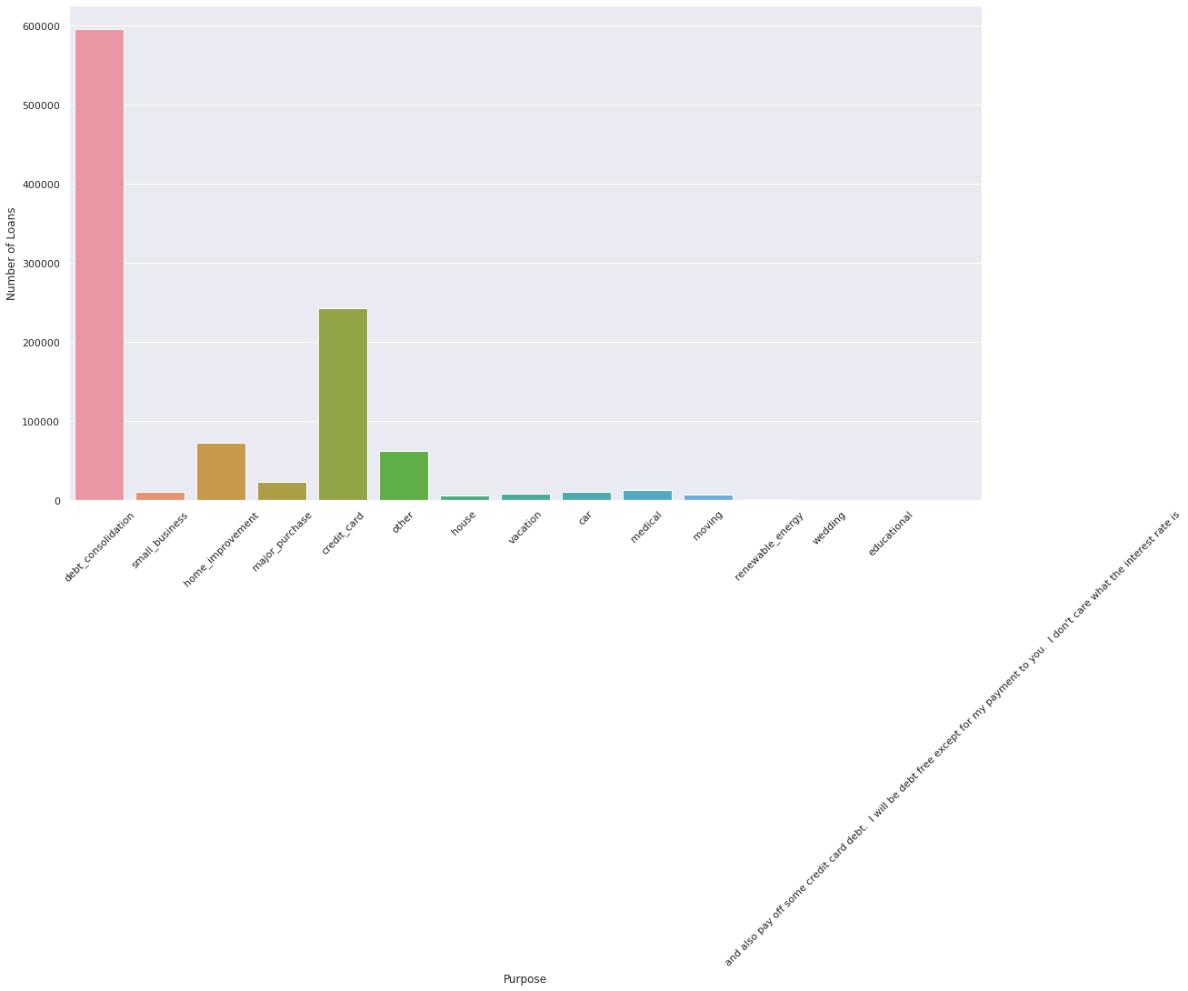 600000
500000
400000
300000
200000
100000
0
Number of Loans
debt_consolidation
small_business
home_improvement
major_purchase
credit_card
other
house
vacation
car
medical
moving
renewable_energy
wedding
educational
and also pay off some credit card debt.  I will be debt free except for my payment to you.  I don't care what the interest rate is
Purpose